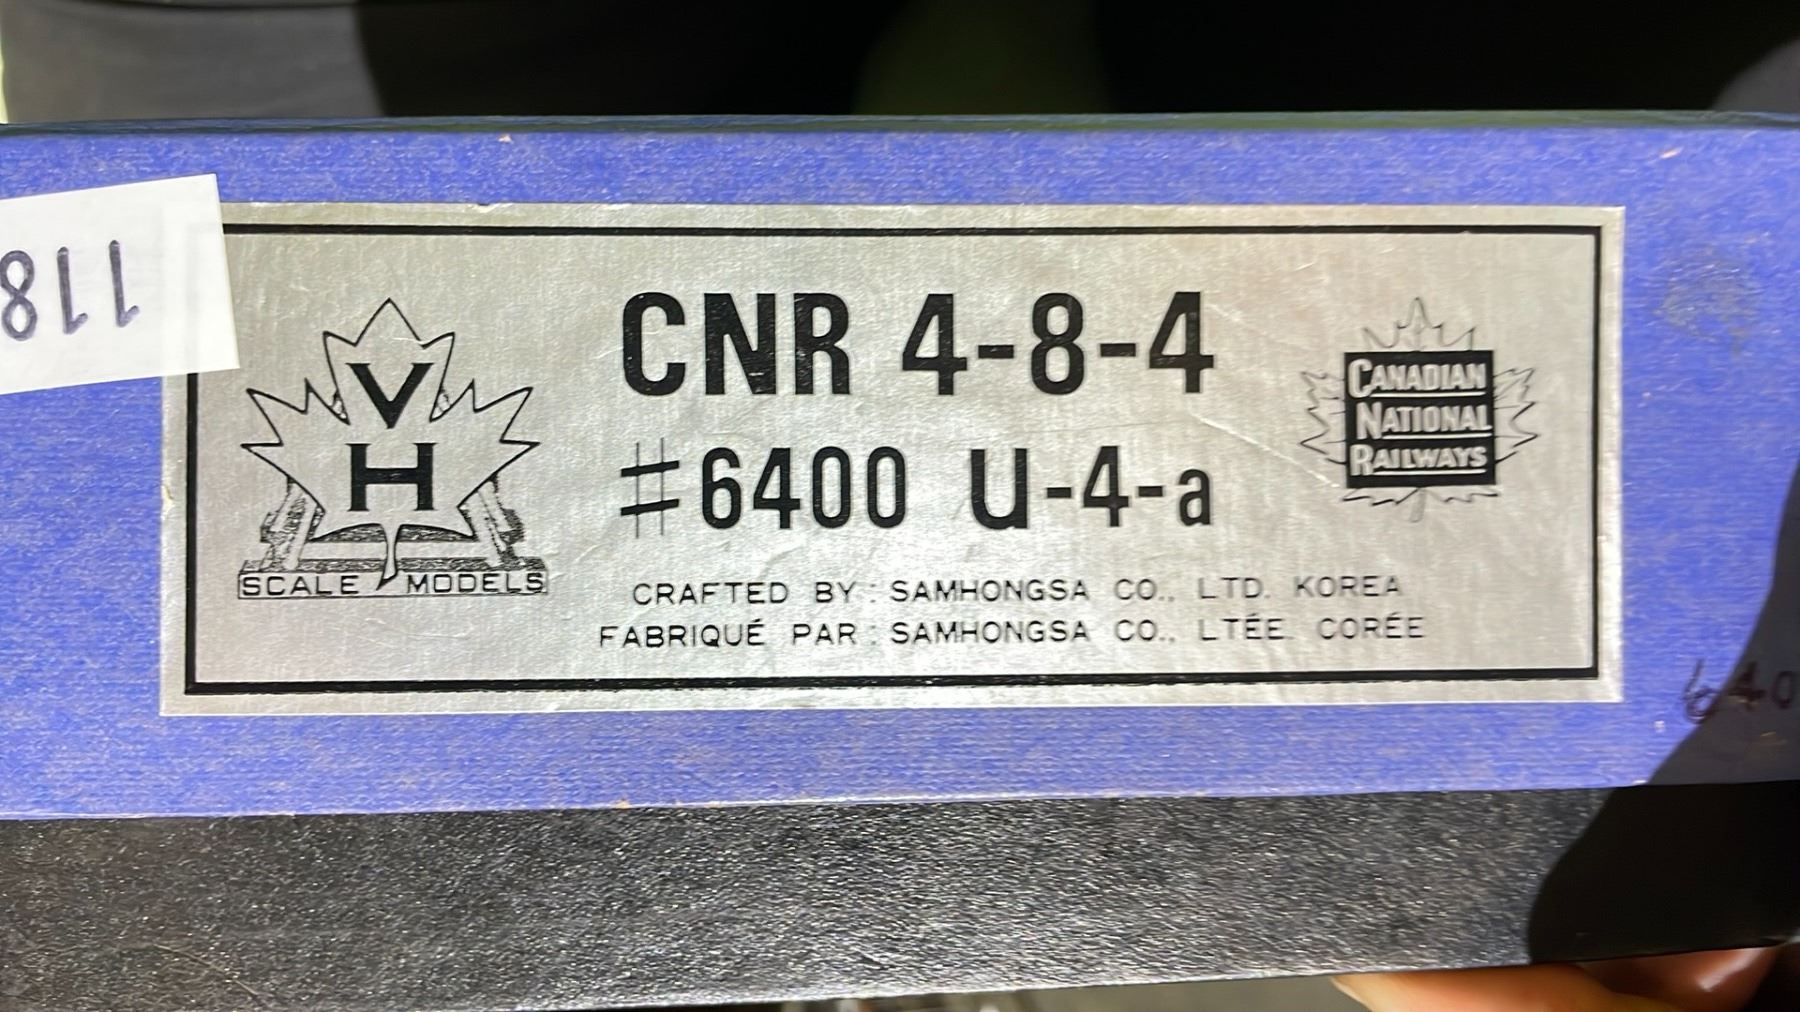 118
V
H
SCALE MODELS
CNR 4-8-4
#6400 U-4-a
CANADIAN
NATIONAL
RAILWAYS
CRAFTED BY: SAMHONGSA CO., LTD. KOREA
FABRIQUÉ PAR: SAMHONGSA CO., LTÉE. CORÉE
640